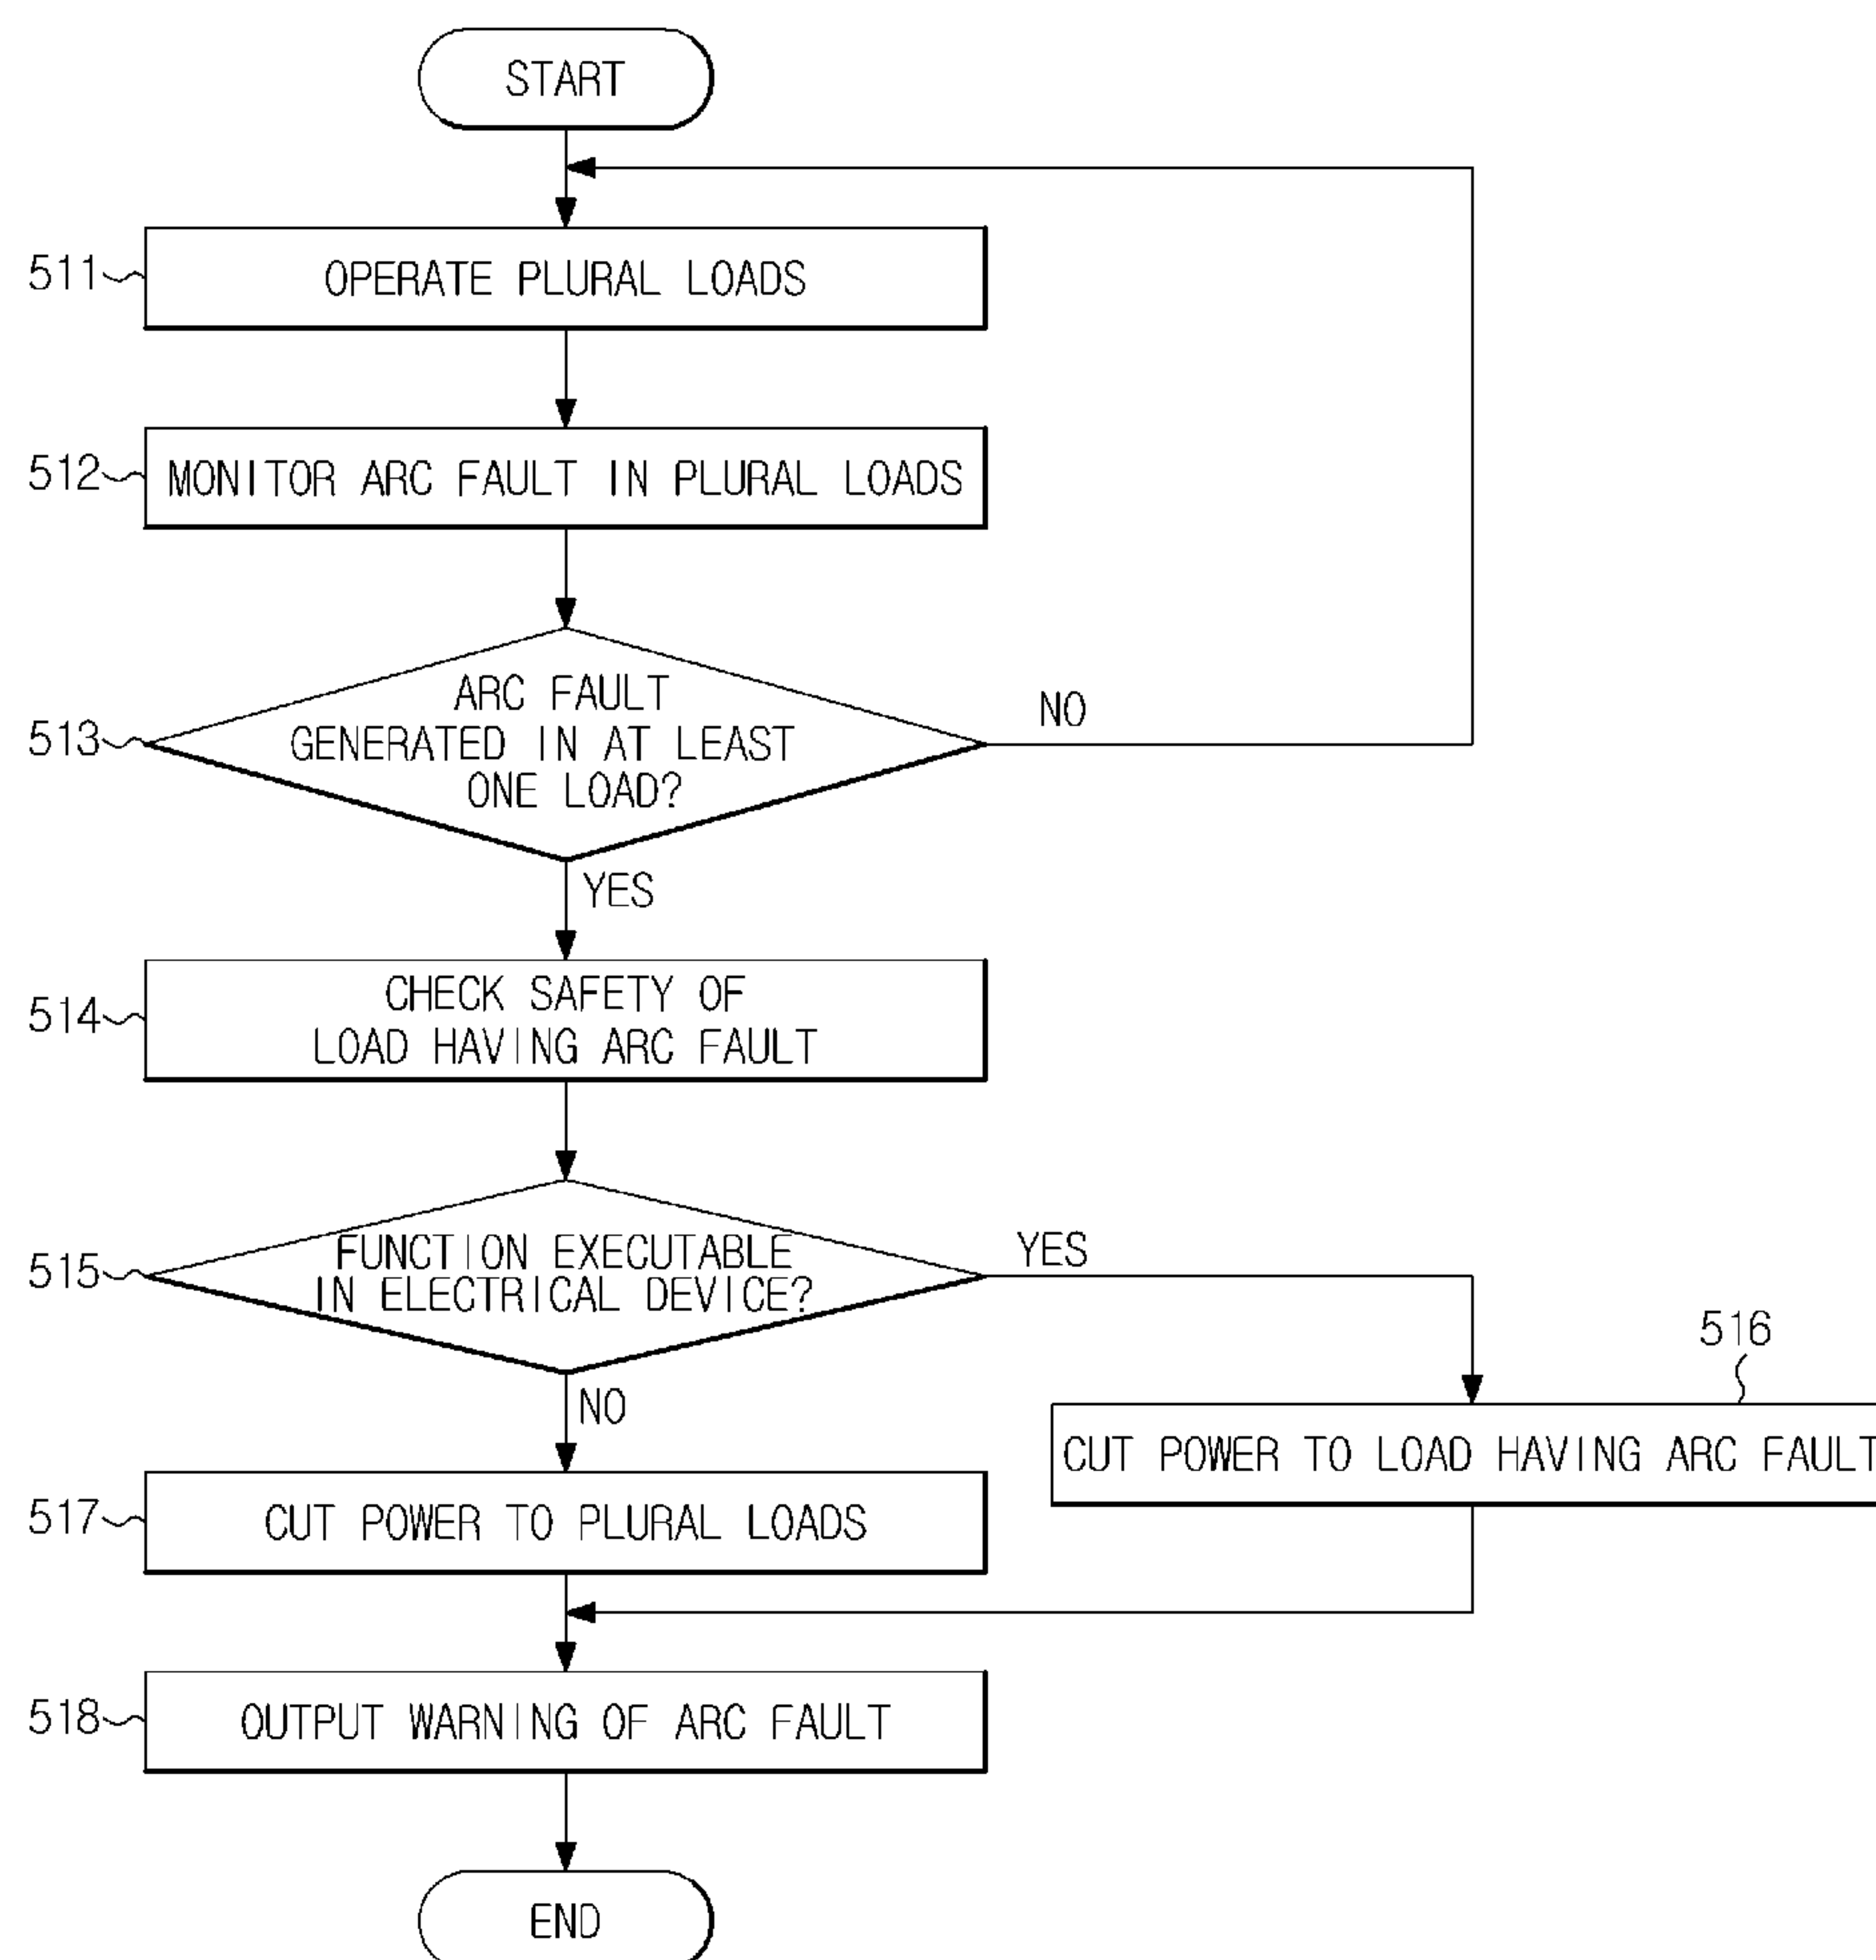 START
511
OPERATE PLURAL LOADS
512
MONITOR ARC FAULT IN PLURAL LOADS
513
ARC FAULT
GENERATED IN AT LEAST
ONE LOAD?
NO
YES
514
CHECK SAFETY OF
LOAD HAVING ARC FAULT
515
FUNCTION EXECUTABLE
IN ELECTRICAL DEVICE?
YES
NO
516
CUT POWER TO LOAD HAVING ARC FAULT
517
CUT POWER TO PLURAL LOADS
518
OUTPUT WARNING OF ARC FAULT
END